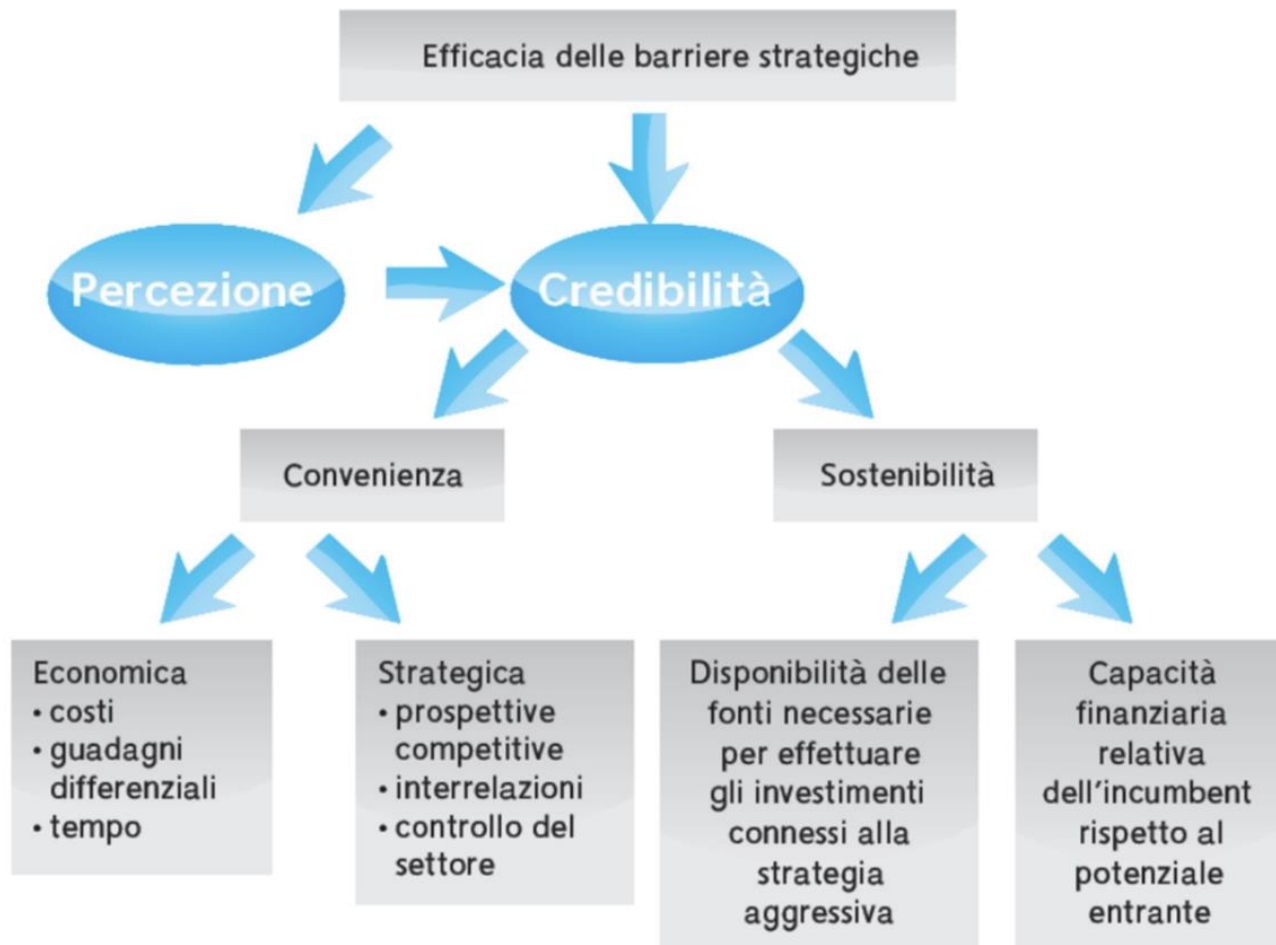 Efficacia delle barriere strategiche
Percezione
Credibilità
Convenienza
Sostenibilità
Economica
• costi
• guadagni
differenziali
• tempo
Strategica
• prospettive
competitive
• interrelazioni
• controllo del
settore
Disponibilità delle
fonti necessarie
per effettuare
gli investimenti
connessi alla
strategia
aggressiva
Capacità
finanziaria
relativa
dell'incumbent
rispetto al
potenziale
entrante